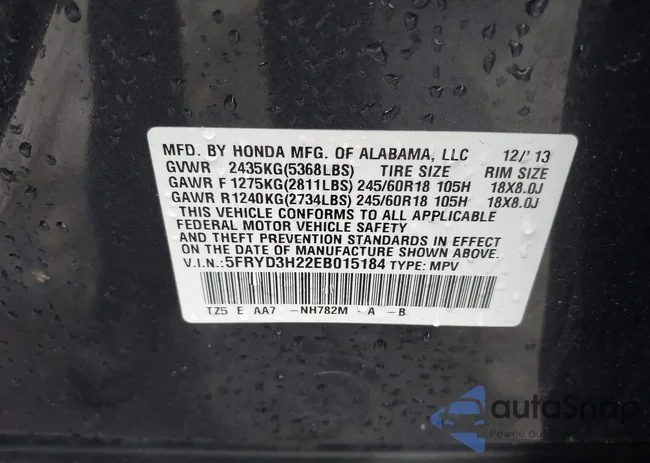 MFD. BY HONDA MFG. OF ALABAMA, LLC 12/'13
GVWR 2435KG(5368LBS) TIRE SIZE RIM SIZE
GAWR F 1275KG(2811LBS) 245/60R18 105H 18X8.0J
GAWR R1240KG(2734LBS) 245/60R18 105H 18X8.0J
THIS VEHICLE CONFORMS TO ALL APPLICABLE
FEDERAL MOTOR VEHICLE SAFETY
AND THEFT PREVENTION STANDARDS IN EFFECT
ON THE DATE OF MANUFACTURE SHOWN ABOVE.
V.I.N.:5FRYD3H22EB015184 TYPE: MPV
TZ5 E AA7 -NH782M -A -B
autoSnap
Pewne auto